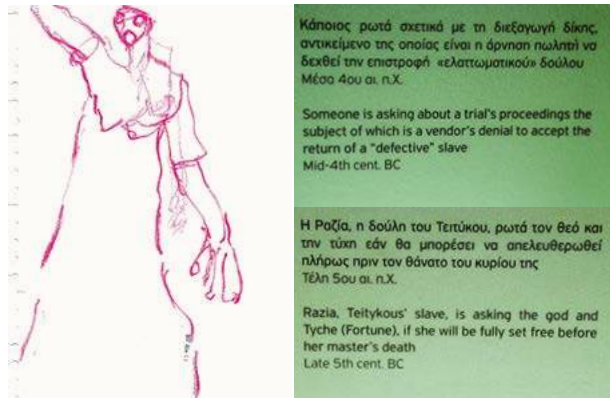 Κάποιος ρωτά σχετικά με τη διεξαγωγή δίκης,
αντικείμενο της οποίας είναι η άρνηση πωλητή να
δεχθεί την επιστροφή «ελαττωματικού» δούλου
Μέσα 4ου αι. π.Χ.
Someone is asking about a trial's proceedings the
subject of which is a vendor's denial to accept the
return of a "defective" slave
Mid-4th cent. BC
Η Ραζία, η δούλη του Τειτύκου, ρωτά τον θεό και
την τύχη εάν θα μπορέσει να απελευθερωθεί
πλήρως πριν τον θάνατο του κυρίου της
Τέλη 5ου αι. π.Χ.
Razia, Teitykous' slave, is asking the god and
Tyche (Fortune), if she will be fully set free before
her master's death
Late 5th cent. BC